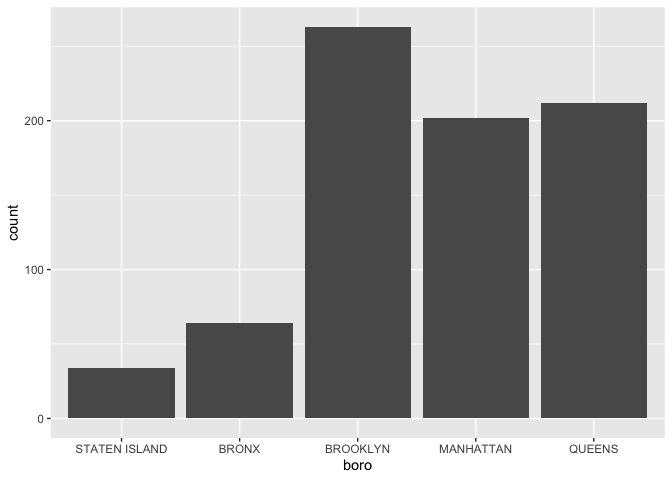 count
200
100
0
STATEN ISLAND BRONX BROOKLYN MANHATTAN QUEENS
boro